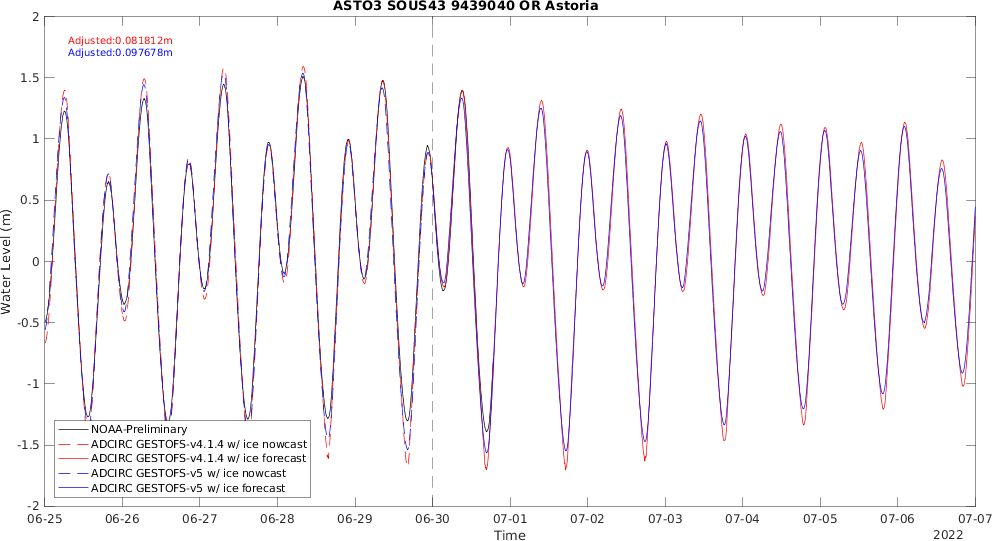 ASTO3 SOUS43 9439040 OR Astoria
Adjusted:0.081812m
Adjusted:0.097678m
2
1.5
1
0.5
0
-0.5
-1
-1.5
-2
Water Level (m)
NOAA-Preliminary
ADCIRC GESTOFS-v4.1.4 w/ ice nowcast
ADCIRC GESTOFS-v4.1.4 w/ ice forecast
ADCIRC GESTOFS-v5 w/ ice nowcast
ADCIRC GESTOFS-v5 w/ ice forecast
06-25 06-26 06-27 06-28 06-29 06-30 07-01 07-02 07-03 07-04 07-05 07-06 07-07
Time
2022